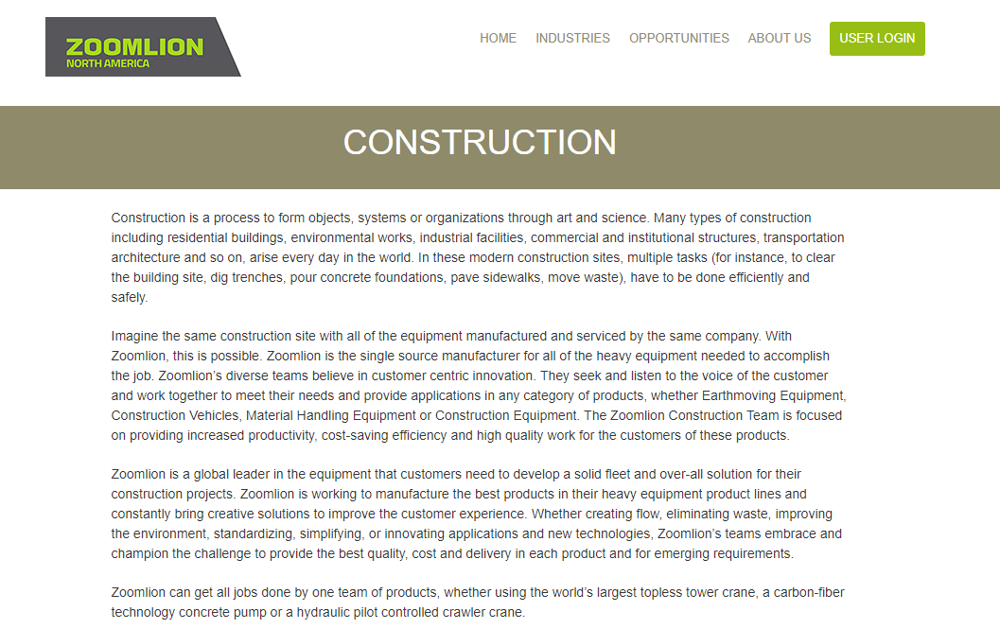 ZOOMLION
NORTH AMERICA
HOME INDUSTRIES OPPORTUNITIES ABOUT US USER LOGIN
CONSTRUCTION
Construction is a process to form objects, systems or organizations through art and science. Many types of construction
including residential buildings, environmental works, industrial facilities, commercial and institutional structures, transportation
architecture and so on, arise every day in the world. In these modern construction sites, multiple tasks (for instance, to clear
the building site, dig trenches, pour concrete foundations, pave sidewalks, move waste), have to be done efficiently and
safely.
Imagine the same construction site with all of the equipment manufactured and serviced by the same company. With
Zoomlion, this is possible. Zoomlion is the single source manufacturer for all of the heavy equipment needed to accomplish
the job. Zoomlion’s diverse teams believe in customer centric innovation. They seek and listen to the voice of the customer
and work together to meet their needs and provide applications in any category of products, whether Earthmoving Equipment,
Construction Vehicles, Material Handling Equipment or Construction Equipment. The Zoomlion Construction Team is focused
on providing increased productivity, cost-saving efficiency and high quality work for the customers of these products.
Zoomlion is a global leader in the equipment that customers need to develop a solid fleet and over-all solution for their
construction projects. Zoomlion is working to manufacture the best products in their heavy equipment product lines and
constantly bring creative solutions to improve the customer experience. Whether creating flow, eliminating waste, improving
the environment, standardizing, simplifying, or innovating applications and new technologies, Zoomlion’s teams embrace and
champion the challenge to provide the best quality, cost and delivery in each product and for emerging requirements.
Zoomlion can get all jobs done by one team of products, whether using the world’s largest topless tower crane, a carbon-fiber
technology concrete pump or a hydraulic pilot controlled crawler crane.